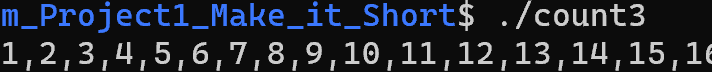 m_Project1_Make_it_Short$ ./count3
1,2,3,4,5,6,7,8,9,10,11,12,13,14,15,16